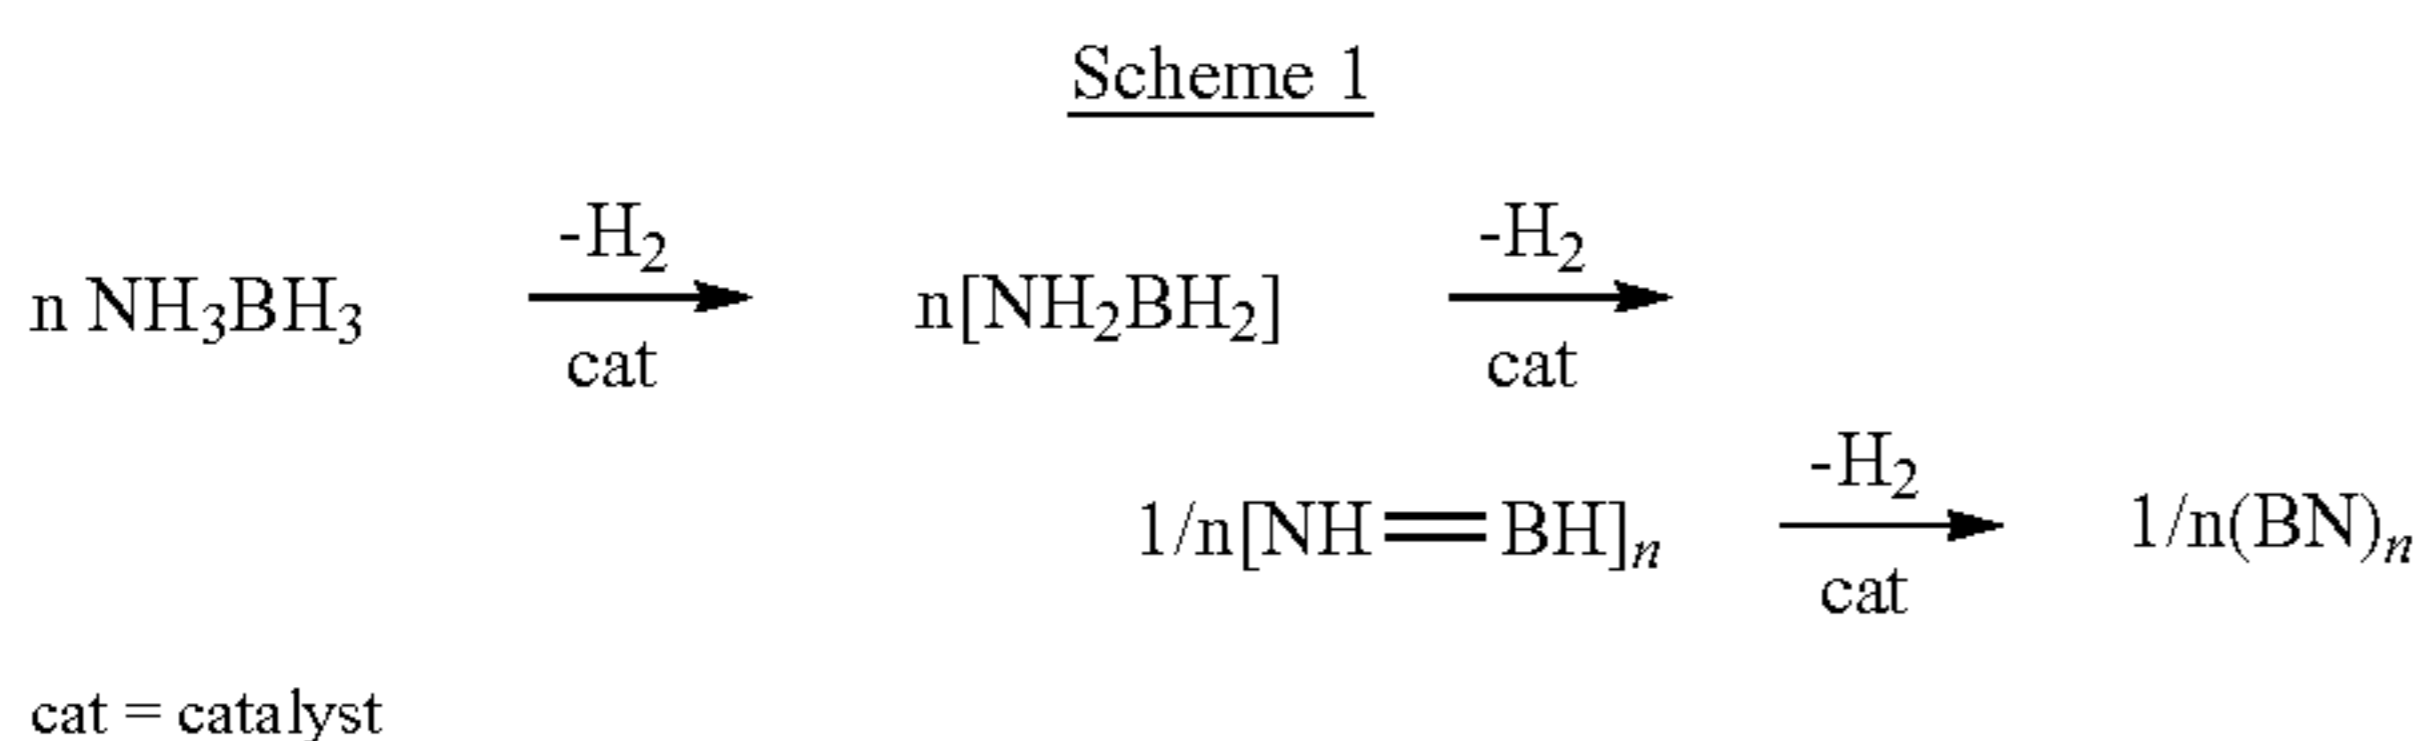 Scheme 1
-H₂ -H₂
n NH₃BH₃ n[NH₂BH₂]
cat cat
-H₂
1/n[NH=BH]ₙ 1/n(BN)ₙ
cat
cat = catalyst